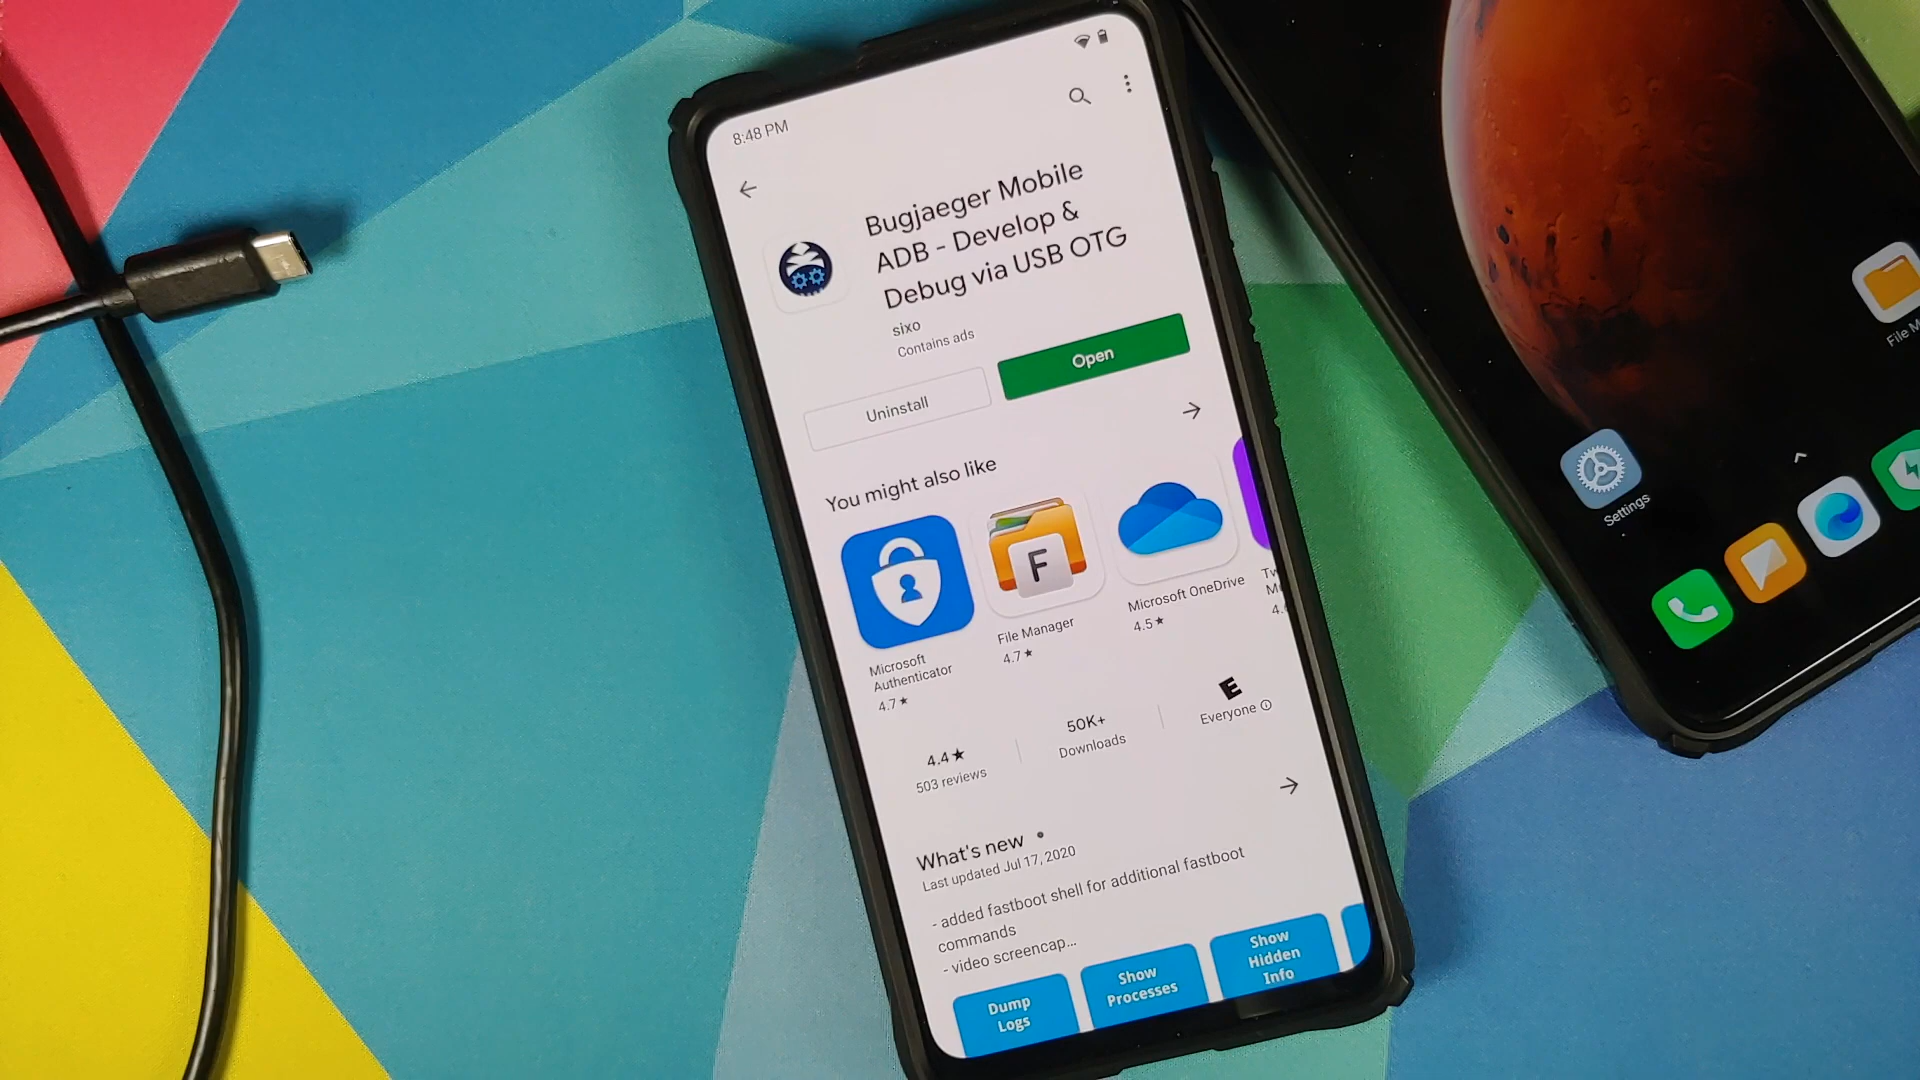 8:48 PM
Bugjaeger Mobile
ADB - Develop &
Debug via USB OTG
sixo
Contains ads
Uninstall
Open
You might also like
F
Microsoft
Authenticator
4.7★
File Manager
4.7★
Microsoft OneDrive
4.5★
Tw
4.4★
503 reviews
50K+
Downloads
E
Everyone
What's new
Last updated Jul 17, 2020
- added fastboot shell for additional fastboot
commands
- video screencap...
Dump
Logs
Show
Processes
Show
Hidden
Info
File M
Settings